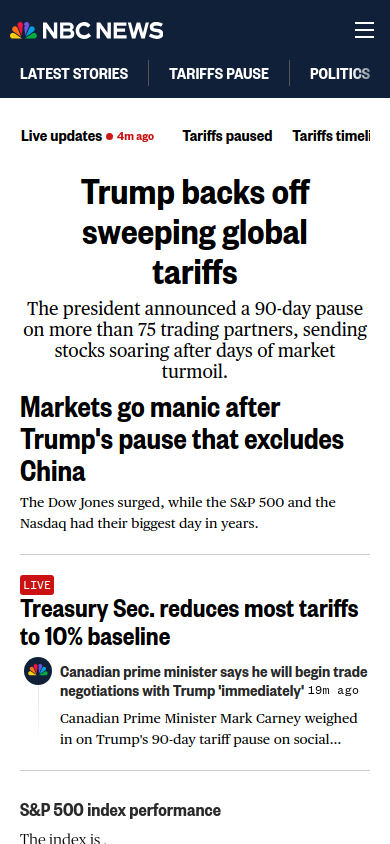 NBC NEWS
LATEST STORIES
TARIFFS PAUSE
POLITICS
Live updates 4m ago Tariffs paused Tariffs timeli
Trump backs off
sweeping global
tariffs
The president announced a 90-day pause
on more than 75 trading partners, sending
stocks soaring after days of market
turmoil.
Markets go manic after
Trump's pause that excludes
China
The Dow Jones surged, while the S&P 500 and the
Nasdaq had their biggest day in years.
LIVE
Treasury Sec. reduces most tariffs
to 10% baseline
Canadian prime minister says he will begin trade
negotiations with Trump 'immediately' 19m ago
Canadian Prime Minister Mark Carney weighed
in on Trump's 90-day tariff pause on social...
S&P 500 index performance
The index is .